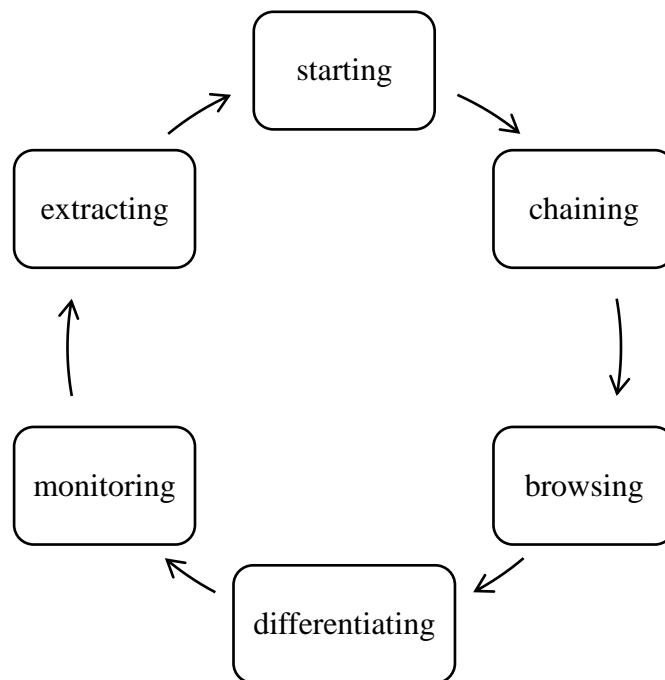 starting
chaining
browsing
differentiating
monitoring
extracting